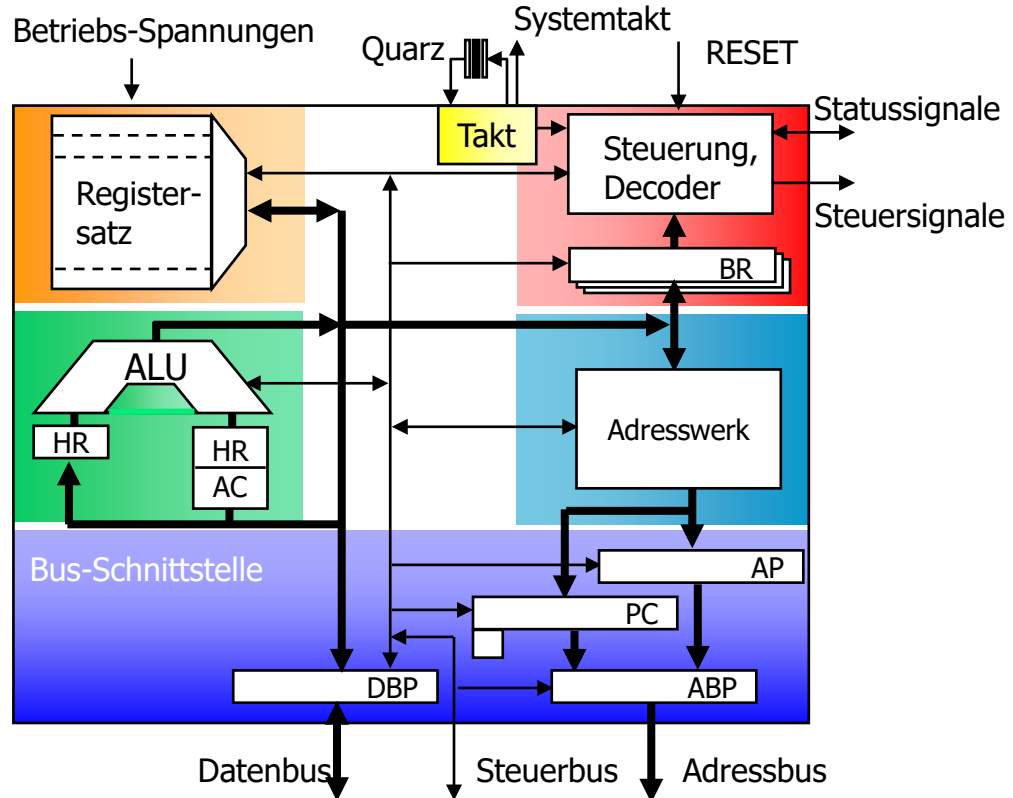 Systemtakt
Betriebs-Spannungen
Quarz
RESET
Statussignale
Takt
Steuerung,
Decoder
Register-
satz
Steuersignale
BR
ALU
HR
HR
AC
Adresswerk
Bus-Schnittstelle
AP
PC
DBP
ABP
Datenbus
Steuerbus
Adressbus